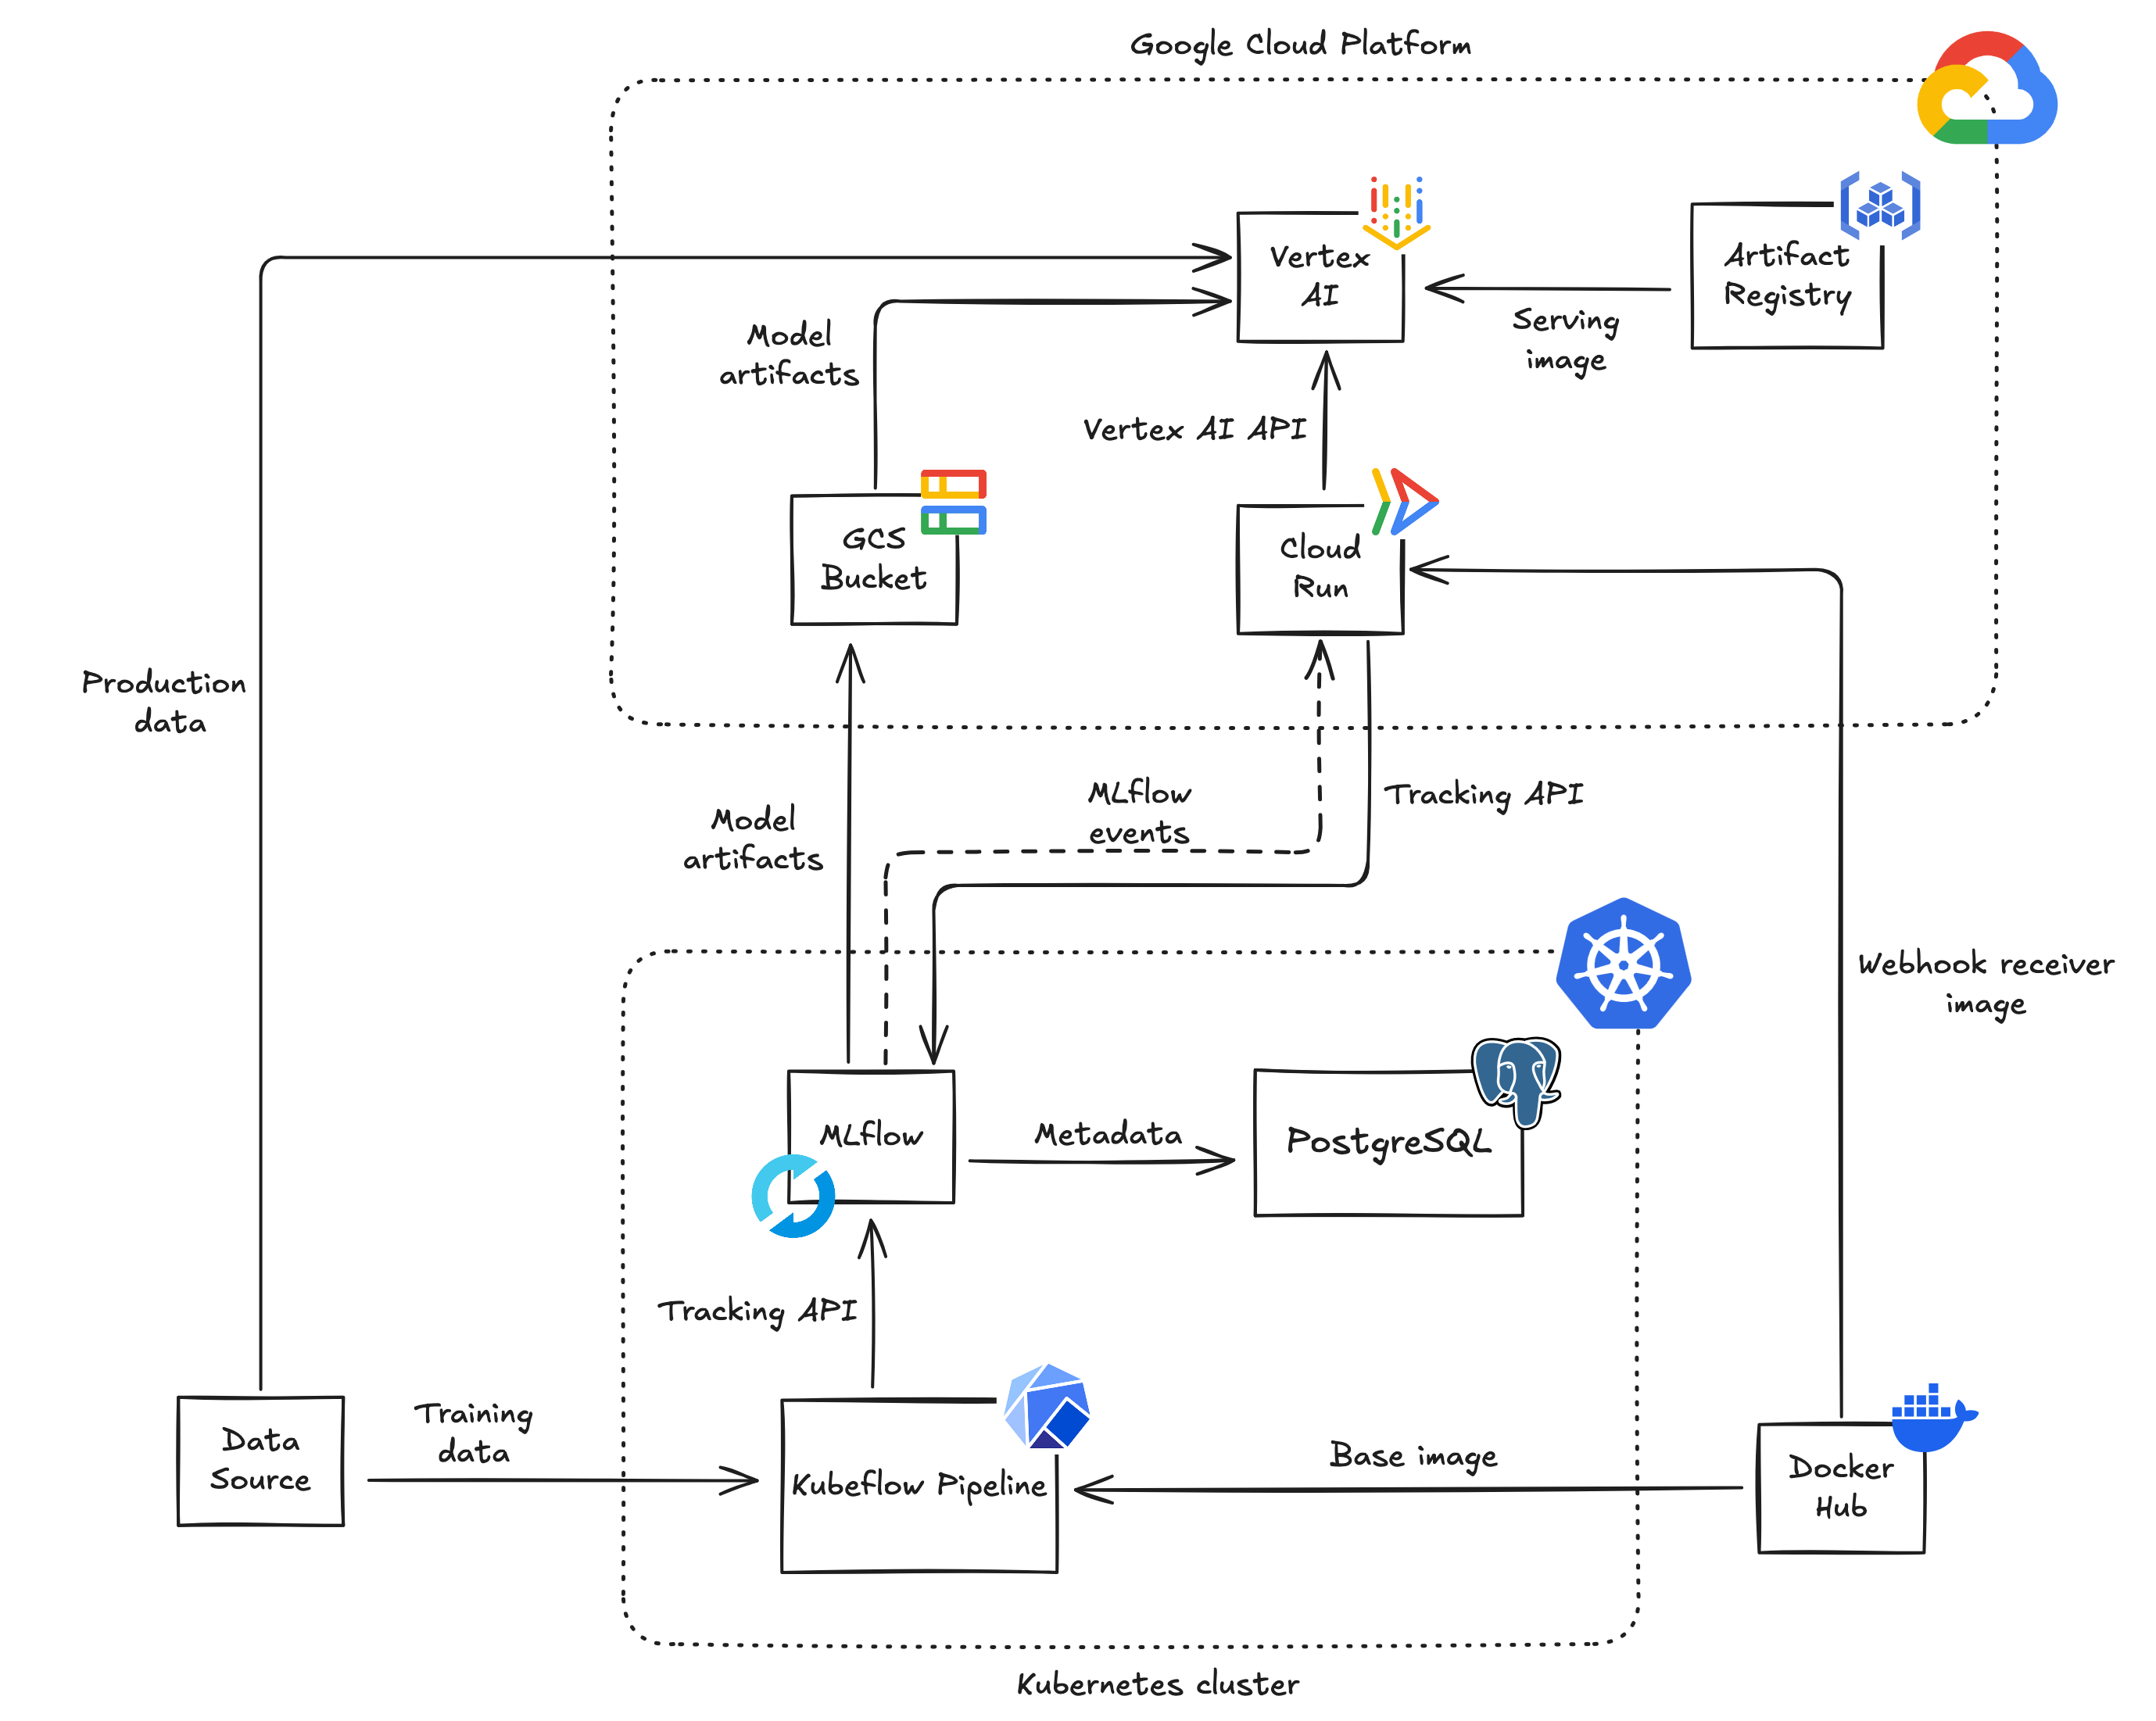 Google Cloud Platform
Vertex
AI
Artifact
Registry
Serving
image
Model
artifacts
Vertex AI API
GCS
Bucket
Cloud
Run
Production
data
MLflow
events
Tracking API
Model
artifacts
Webhook receiver
image
MLflow
Metadata
PostgreSQL
Tracking API
Data
source
Training
data
Kubeflow Pipeline
Base image
Docker
Hub
Kubernetes cluster